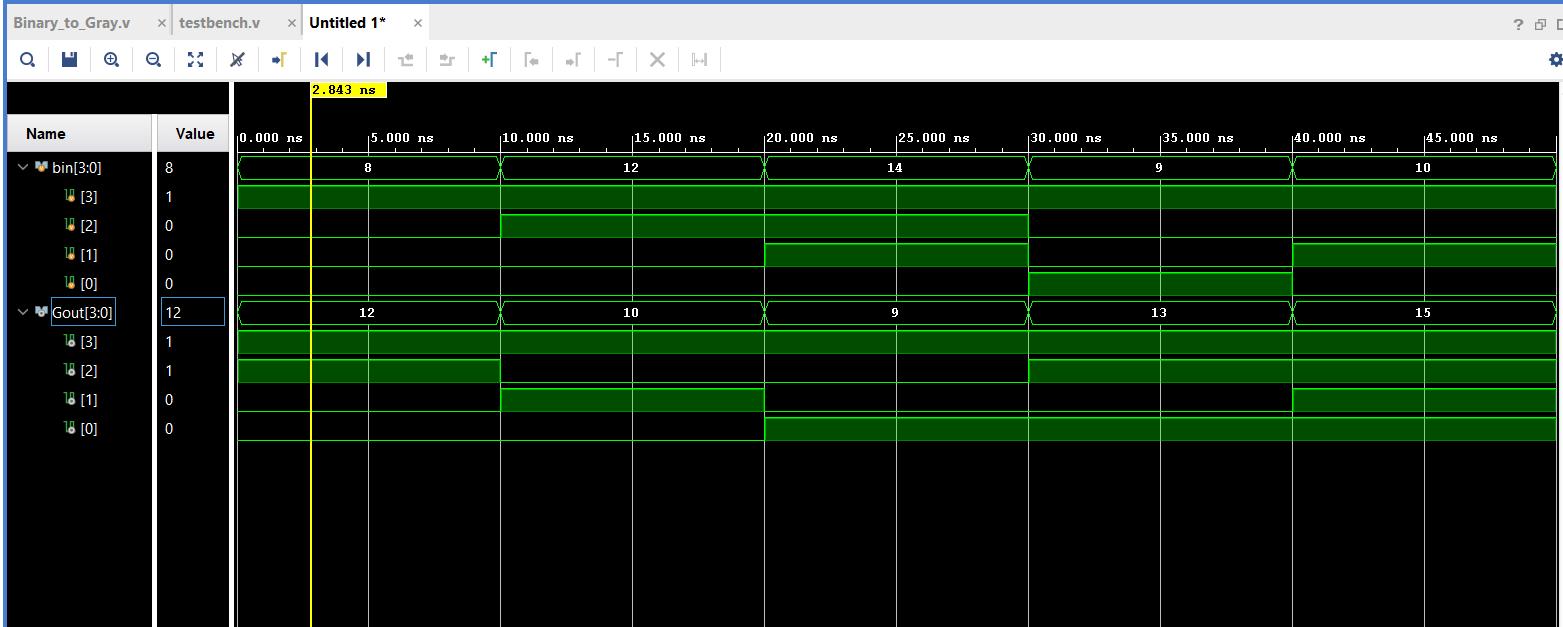 Binary_to_Gray.v × testbench.v × Untitled 1* ×
?
2.843 ns
Name Value
0.000 ns 5.000 ns 10.000 ns 15.000 ns 20.000 ns 25.000 ns 30.000 ns 35.000 ns 40.000 ns 45.000 ns
bin[3:0] 8 8 12 14 9 10
[3] 1
[2] 0
[1] 0
[0] 0
Gout[3:0] 12 12 10 9 13 15
[3] 1
[2] 1
[1] 0
[0] 0